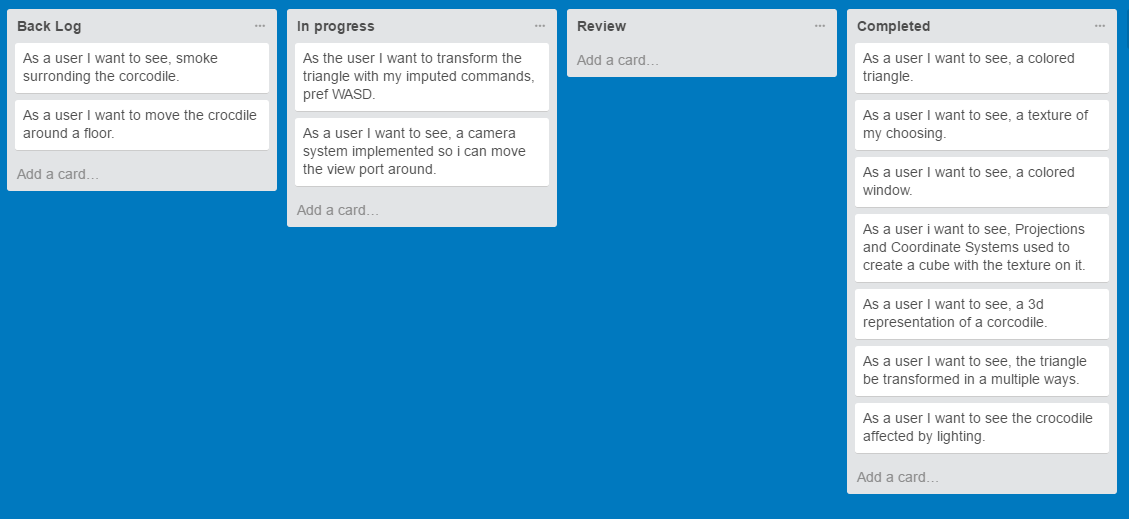 Back Log
As a user I want to see, smoke
surronding the corcodile.
As a user I want to move the crocdile
around a floor.
Add a card...
In progress
As the user I want to transform the
triangle with my imputed commands,
pref WASD.
As a user I want to see, a camera
system implemented so i can move
the view port around.
Add a card...
Review
Add a card...
Completed
As a user I want to see, a colored
triangle.
As a user I want to see, a texture of
my choosing.
As a user I want to see, a colored
window.
As a user i want to see, Projections
and Coordinate Systems used to
create a cube with the texture on it.
As a user I want to see, a 3d
representation of a corcodile.
As a user I want to see, the triangle
be transformed in a multiple ways.
As a user I want to see the crocodile
affected by lighting.
Add a card...